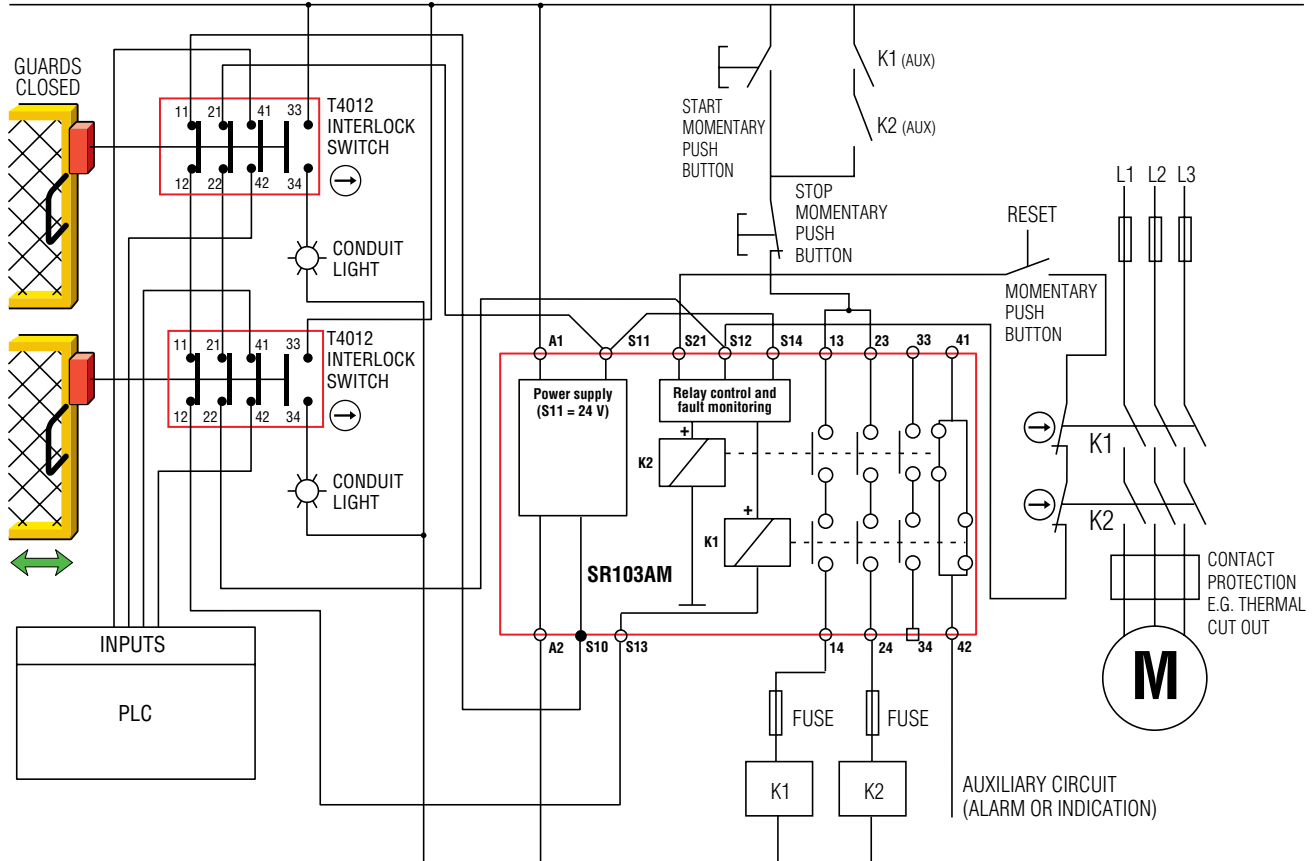 GUARDS
CLOSED
11 21 41 33
T4012
INTERLOCK
SWITCH
12 22 42 34
CONDUIT
LIGHT
11 21 41 33
T4012
INTERLOCK
SWITCH
12 22 42 34
CONDUIT
LIGHT
INPUTS
PLC
START
MOMENTARY
PUSH
BUTTON
K1 (AUX)
K2 (AUX)
STOP
MOMENTARY
PUSH
BUTTON
RESET
MOMENTARY
PUSH
BUTTON
L1 L2 L3
A1 S11 S21 S12 S14 13 23 33 41
Power supply
(S11 = 24 V)
Relay control and
fault monitoring
+
K2
+
K1
SR103AM
A2 S10 S13 14 24 34 42
K1
K2
CONTACT
PROTECTION
E.G. THERMAL
CUT OUT
M
FUSE
FUSE
K1
K2
AUXILIARY CIRCUIT
(ALARM OR INDICATION)